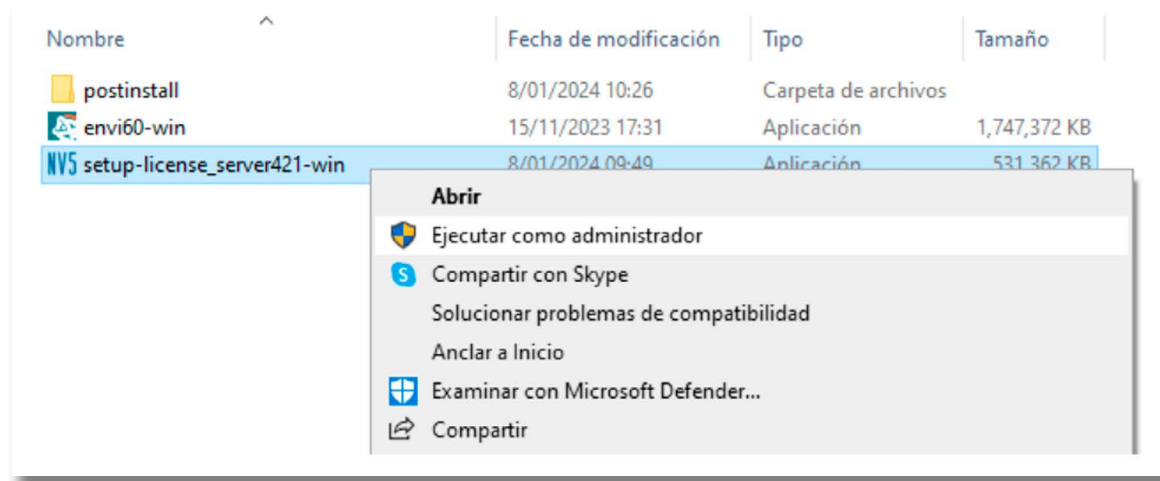 Nombre Fecha de modificación Tipo Tamaño
postinstall 8/01/2024 10:26 Carpeta de archivos
envi60-win 15/11/2023 17:31 Aplicación 1,747,372 KB
NV5 setup-license_server421-win 8/01/2024 09:49 Aplicación 531,362 KB
Abrir
Ejecutar como administrador
S Compartir con Skype
Solucionar problemas de compatibilidad
Anclar a Inicio
Examinar con Microsoft Defender...
Compartir